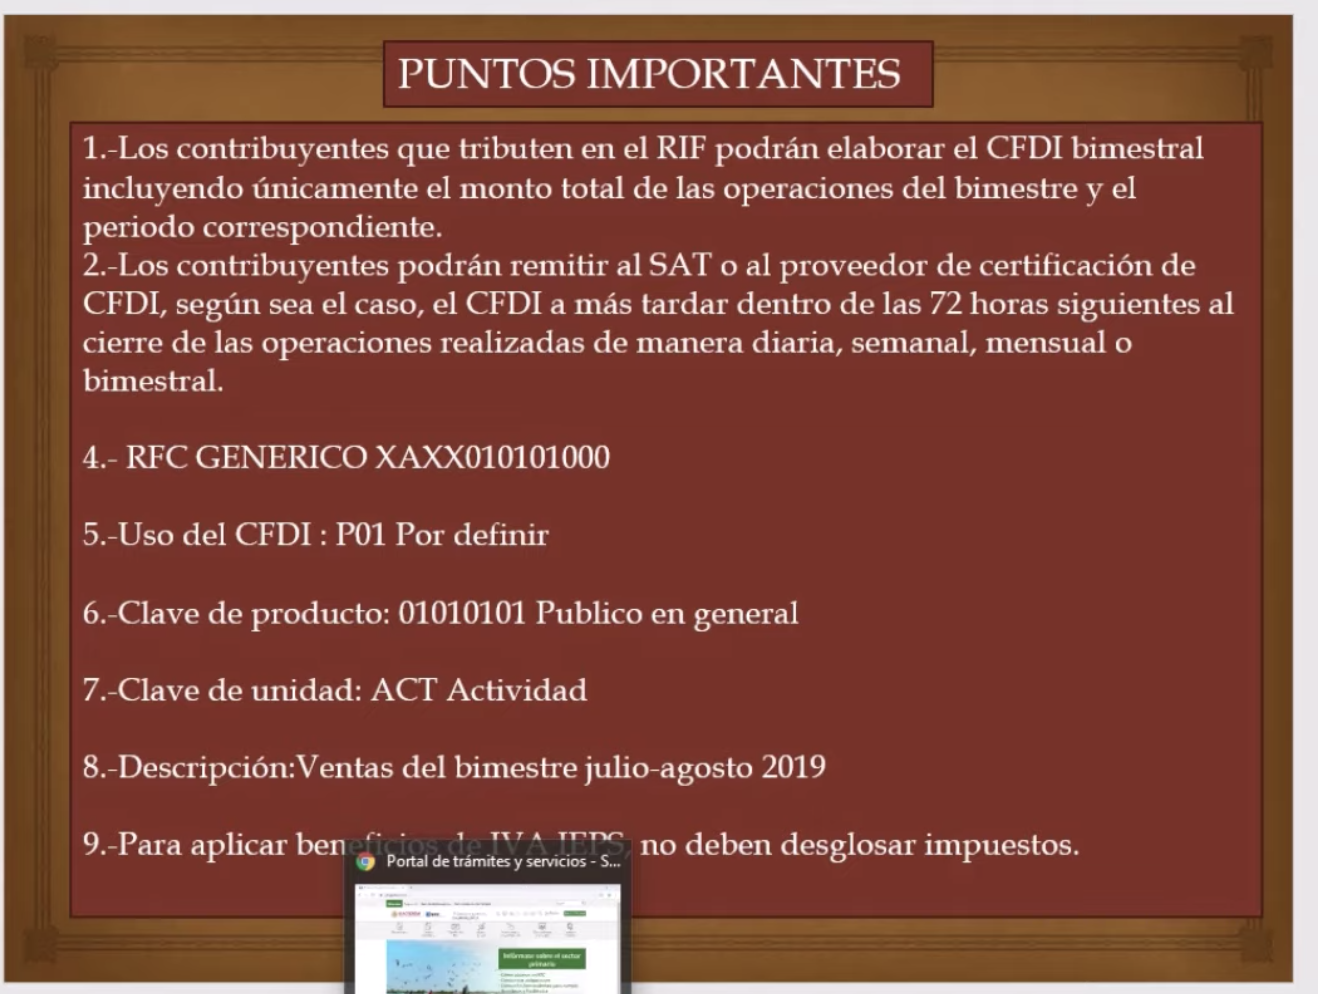 PUNTOS IMPORTANTES
1.-Los contribuyentes que tributen en el RIF podrán elaborar el CFDI bimestral
incluyendo únicamente el monto total de las operaciones del bimestre y el
periodo correspondiente.
2.-Los contribuyentes podrán remitir al SAT o al proveedor de certificación de
CFDI, según sea el caso, el CFDI a más tardar dentro de las 72 horas siguientes al
cierre de las operaciones realizadas de manera diaria, semanal, mensual o
bimestral.
4.- RFC GENERICO XAXX010101000
5.-Uso del CFDI : P01 Por definir
6.-Clave de producto: 01010101 Publico en general
7.-Clave de unidad: ACT Actividad
8.-Descripción:Ventas del bimestre julio-agosto 2019
9.-Para aplicar beneficios de IVA IEPS, no deben desglosar impuestos.
Portal de trámites y servicios - S...
Infórmate sobre el sector
primario